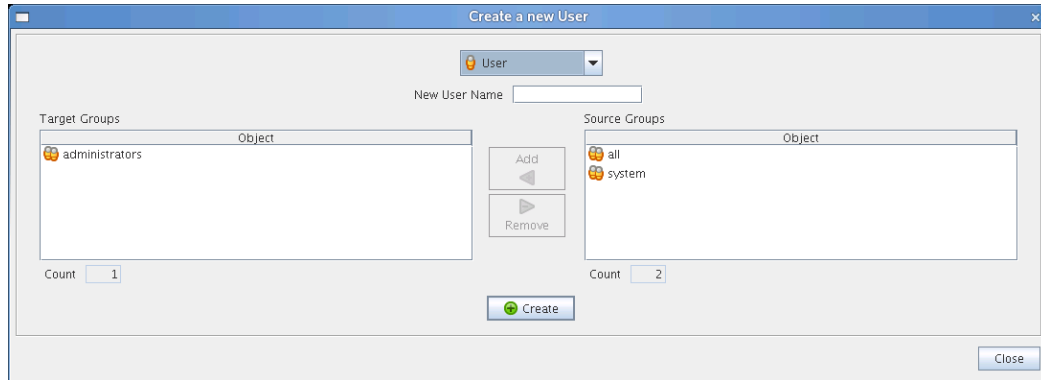 Create a new User
User
New User Name
Target Groups
Object
administrators
Count 1
Add
Remove
Source Groups
Object
all
system
Count 2
Create
Close